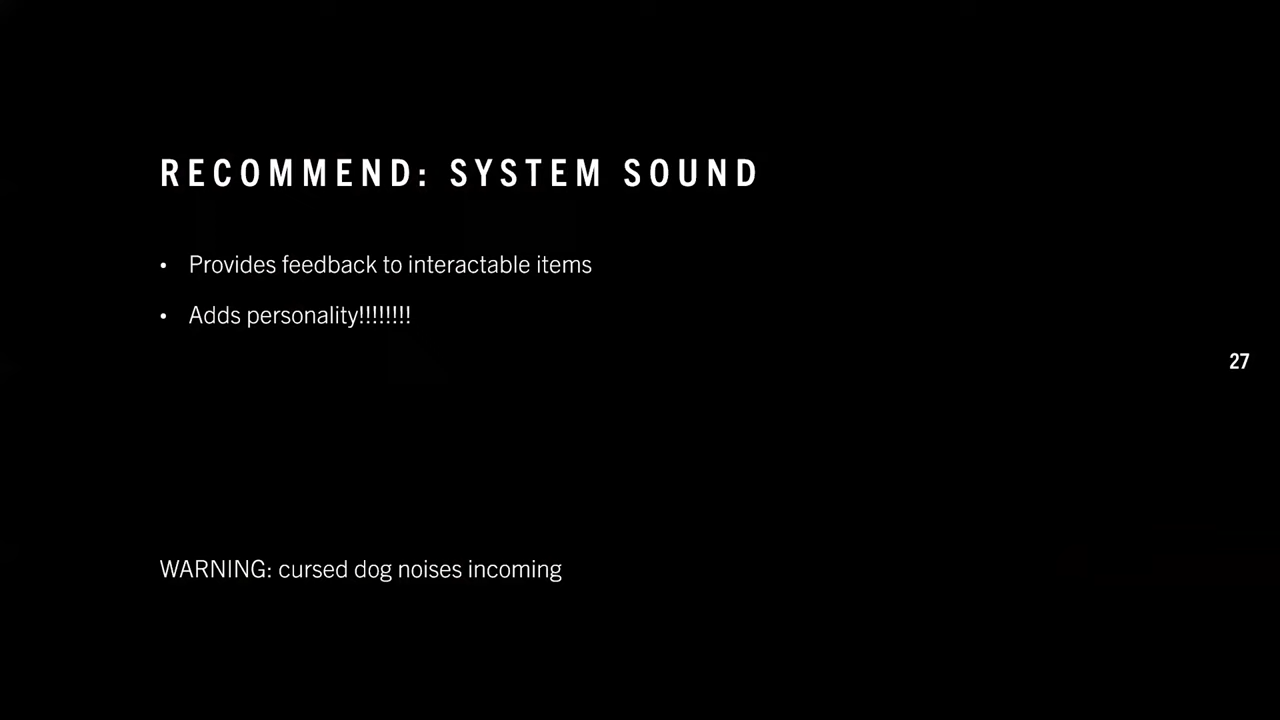 RECOMMEND: SYSTEM SOUND
• Provides feedback to interactable items
• Adds personality!!!!!!!!
27
WARNING: cursed dog noises incoming